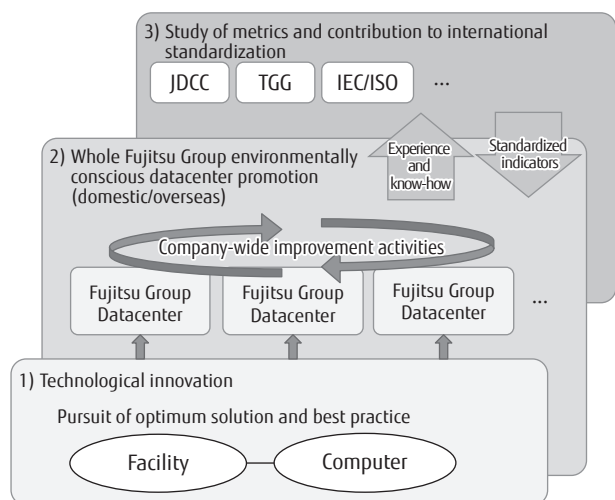 3) Study of metrics and contribution to international
standardization
JDCC
TGG
IEC/ISO
...
Experience
and
know-how
Standardized
indicators
2) Whole Fujitsu Group environmentally
conscious datacenter promotion
(domestic/overseas)
Company-wide improvement activities
Fujitsu Group
Datacenter
Fujitsu Group
Datacenter
Fujitsu Group
Datacenter
...
1) Technological innovation
Pursuit of optimum solution and best practice
Facility
Computer